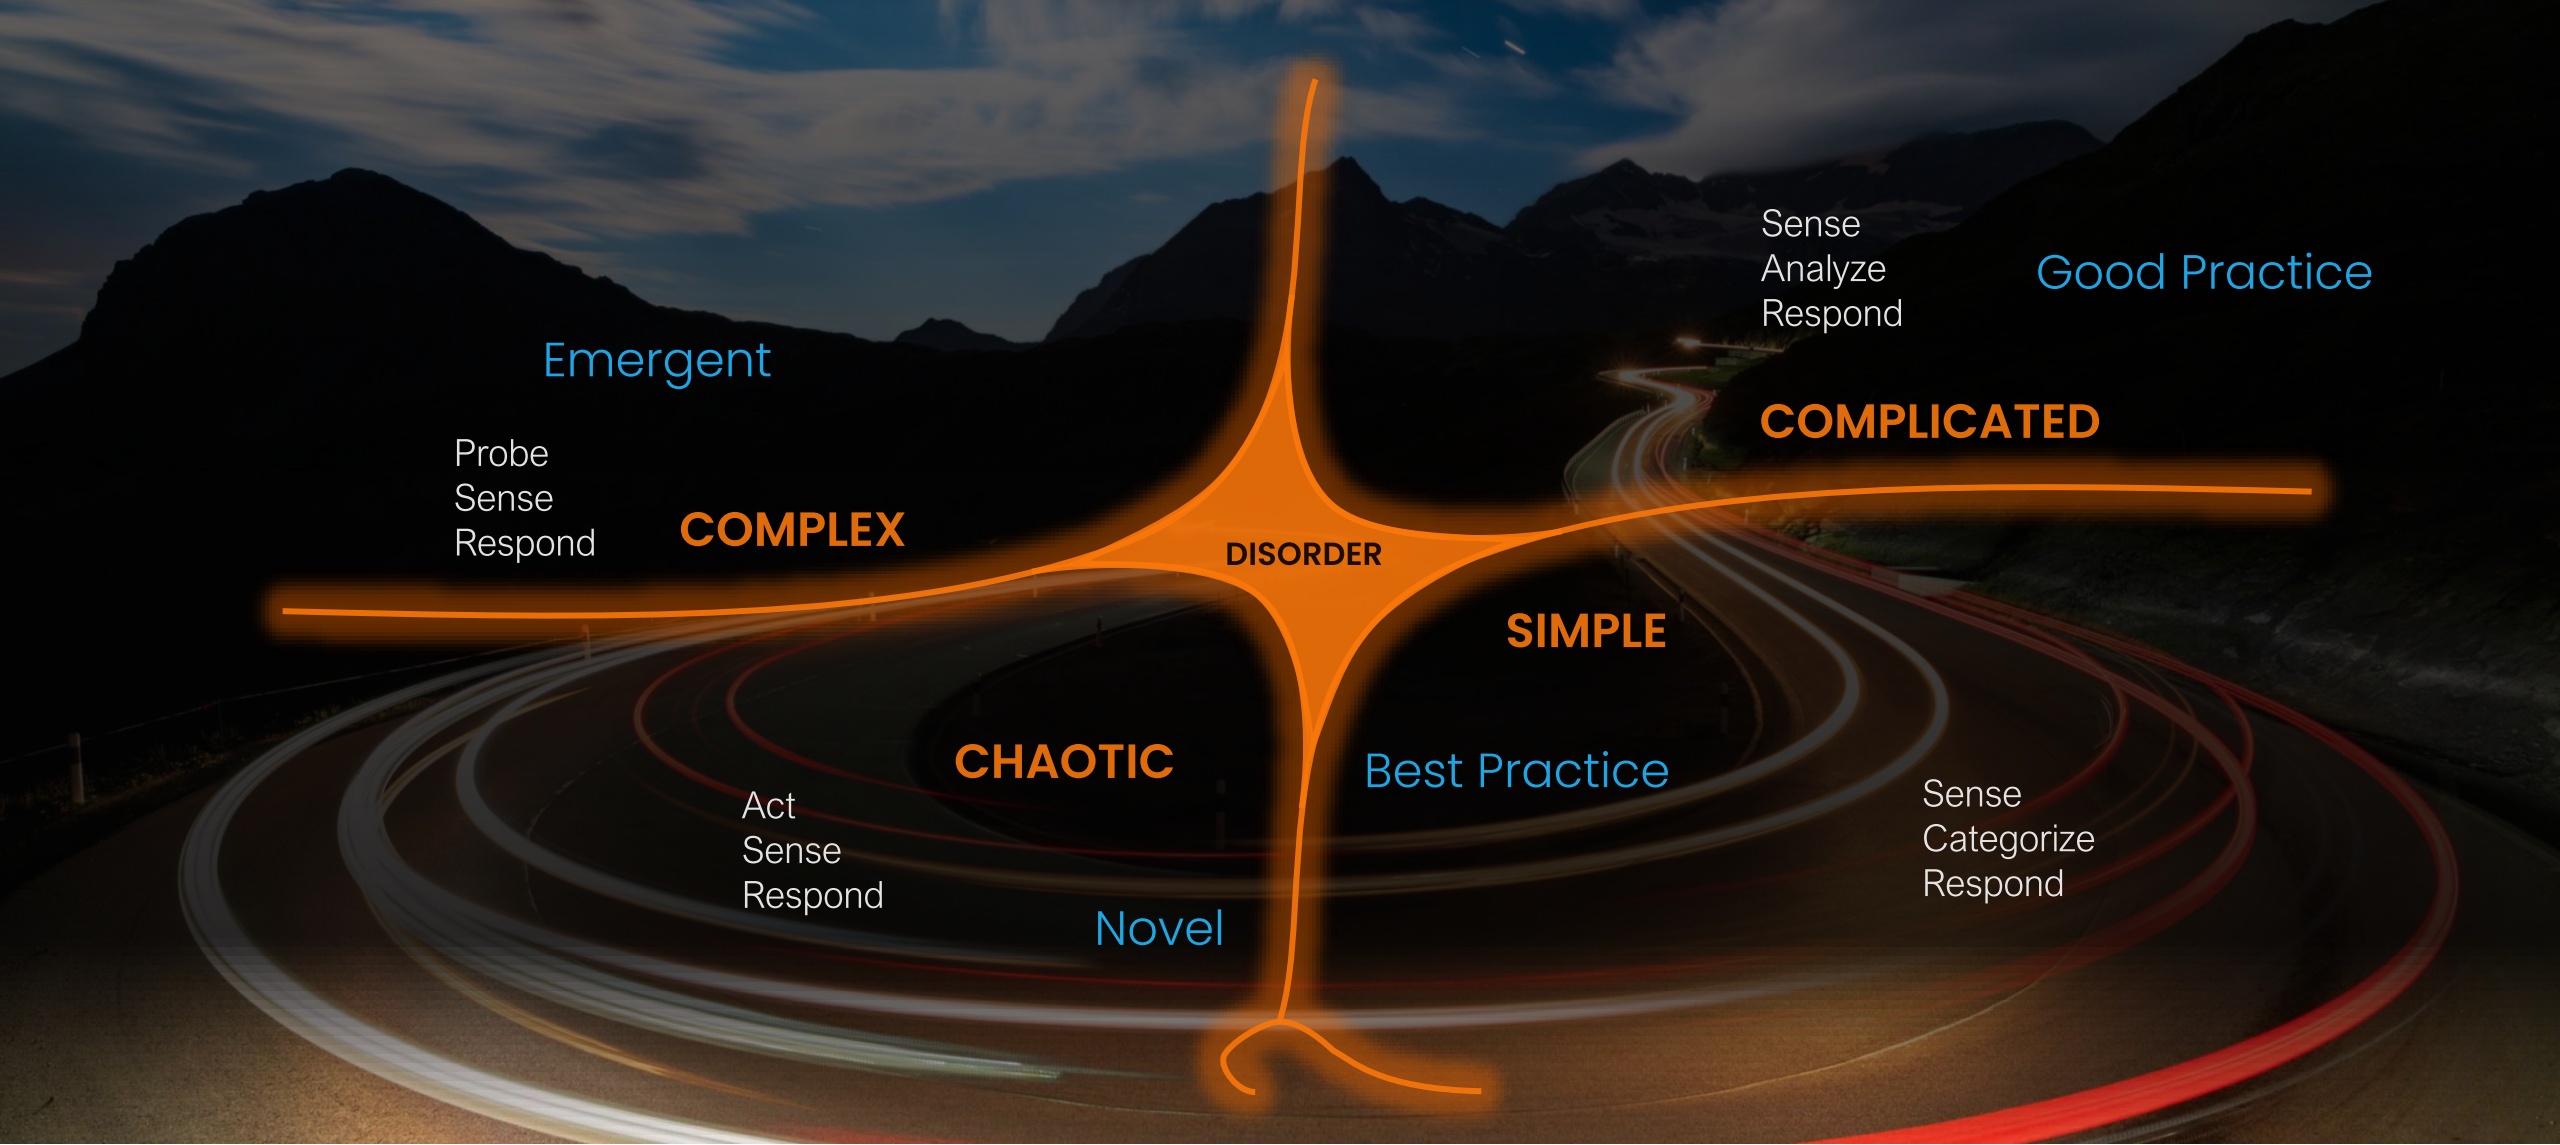 Emergent
Probe
Sense
Respond
COMPLEX
Sense
Analyze
Respond
Good Practice
COMPLICATED
DISORDER
CHAOTIC
Act
Sense
Respond
Novel
SIMPLE
Best Practice
Sense
Categorize
Respond